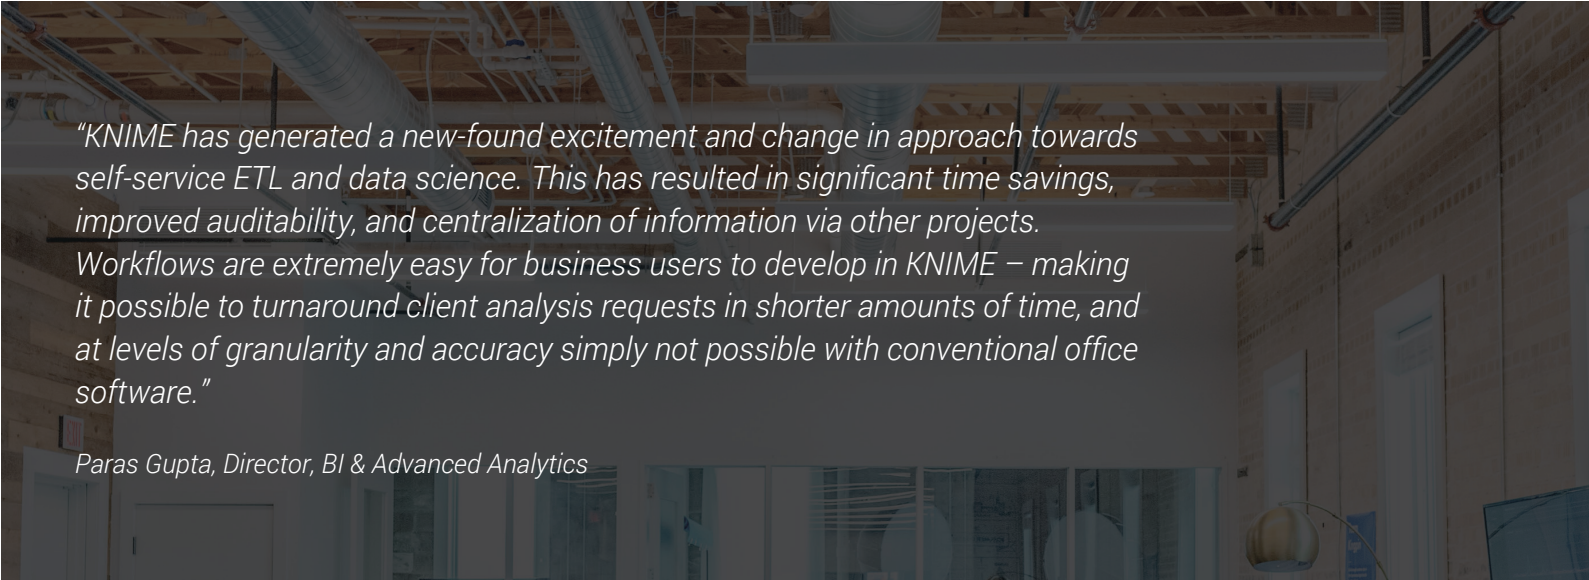 “KNIME has generated a new-found excitement and change in approach towards
self-service ETL and data science. This has resulted in significant time savings,
improved auditability, and centralization of information via other projects.
Workflows are extremely easy for business users to develop in KNIME – making
it possible to turnaround client analysis requests in shorter amounts of time, and
at levels of granularity and accuracy simply not possible with conventional office
software.”
Paras Gupta, Director, BI & Advanced Analytics